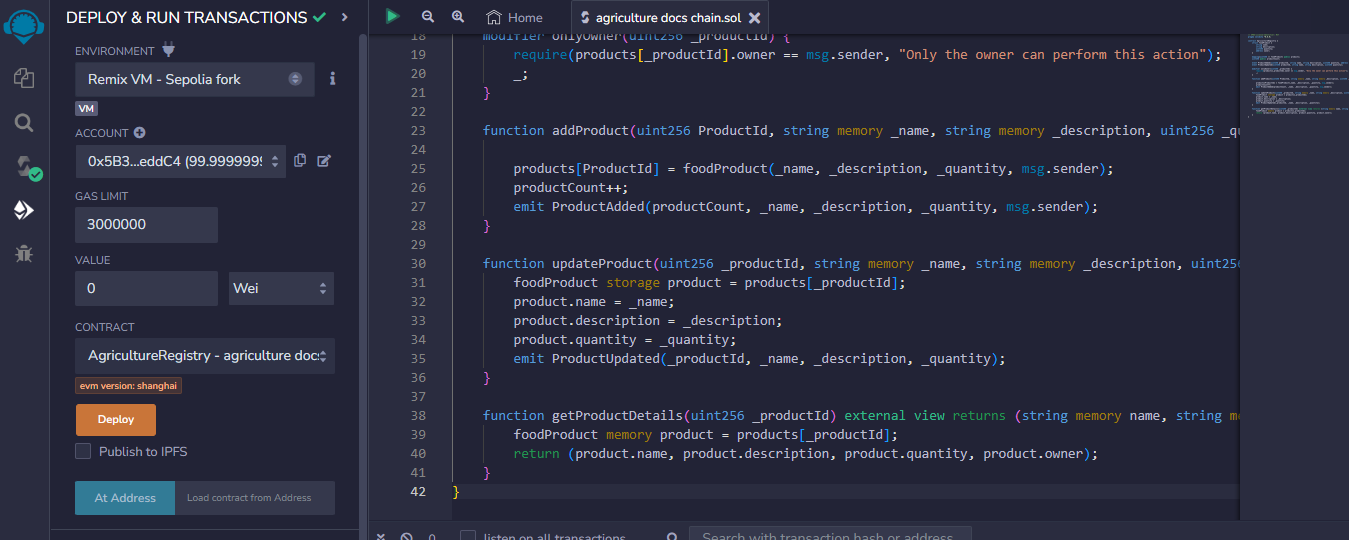 DEPLOY & RUN TRANSACTIONS
ENVIRONMENT
Remix VM - Sepolia fork
VM
ACCOUNT
0x5B3...eddC4 (99.9999999
GAS LIMIT
3000000
VALUE
0
Wei
CONTRACT
AgricultureRegistry - agriculture docs
evm version: shanghai
Deploy
Publish to IPFS
At Address
Load contract from Address
Home
agriculture docs chain.sol
18 modifier onlyOwner(uint256 _productId) {
19 require(products[_productId].owner == msg.sender, "Only the owner can perform this action");
20 _;
21 }
22
23 function addProduct(uint256 ProductId, string memory _name, string memory _description, uint256 _qu
24
25 products[ProductId] = foodProduct(_name, _description, _quantity, msg.sender);
26 productCount++;
27 emit ProductAdded(productCount, _name, _description, _quantity, msg.sender);
28 }
29
30 function updateProduct(uint256 _productId, string memory _name, string memory _description, uint256
31 foodProduct storage product = products[_productId];
32 product.name = _name;
33 product.description = _description;
34 product.quantity = _quantity;
35 emit ProductUpdated(_productId, _name, _description, _quantity);
36 }
37
38 function getProductDetails(uint256 _productId) external view returns (string memory name, string me
39 foodProduct memory product = products[_productId];
40 return (product.name, product.description, product.quantity, product.owner);
41 }
42 }
0
listen on all transactions
Search with transaction hash or address